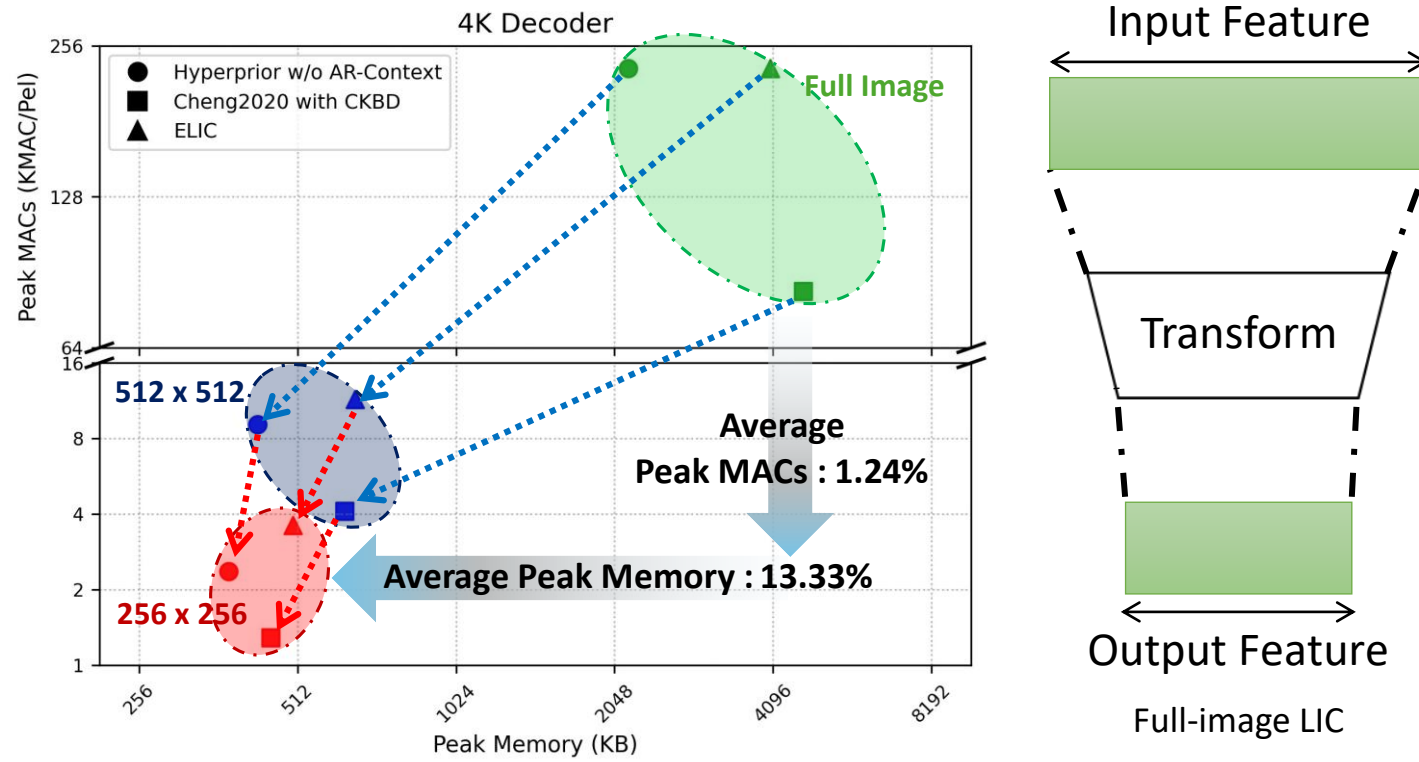 4K Decoder
Peak MACs (KMAC/Pel)
256
128
64
16
8
4
2
1
Hyperprior w/o AR-Context
Cheng2020 with CKBD
ELIC
Full Image
512 x 512
256 x 256
Average
Peak MACs : 1.24%
Average Peak Memory : 13.33%
256
512
1024
2048
4096
8192
Peak Memory (KB)
Input Feature
Transform
Output Feature
Full-image LIC